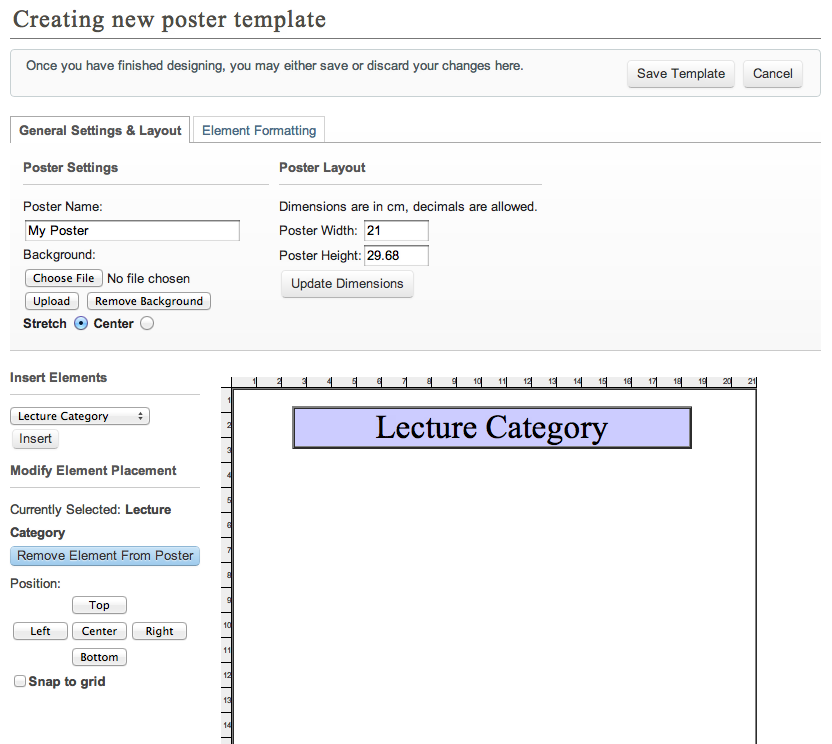 Creating new poster template
Once you have finished designing, you may either save or discard your changes here.
Save Template
Cancel
General Settings & Layout
Element Formatting
Poster Settings
Poster Layout
Poster Name:
Dimensions are in cm, decimals are allowed.
My Poster
Poster Width: 21
Background:
Poster Height: 29.68
Choose File No file chosen
Update Dimensions
Upload
Remove Background
Stretch Center
Insert Elements
1 2 3 4 5 6 7 8 9 10 11 12 13 14 15 16 17 18 19 20 21
Lecture Category
Insert
Lecture Category
Modify Element Placement
Currently Selected: Lecture
Category
Remove Element From Poster
Position:
Top
Left
Center
Right
Bottom
Snap to grid
1
2
3
4
5
6
7
8
9
10
11
12
13
14